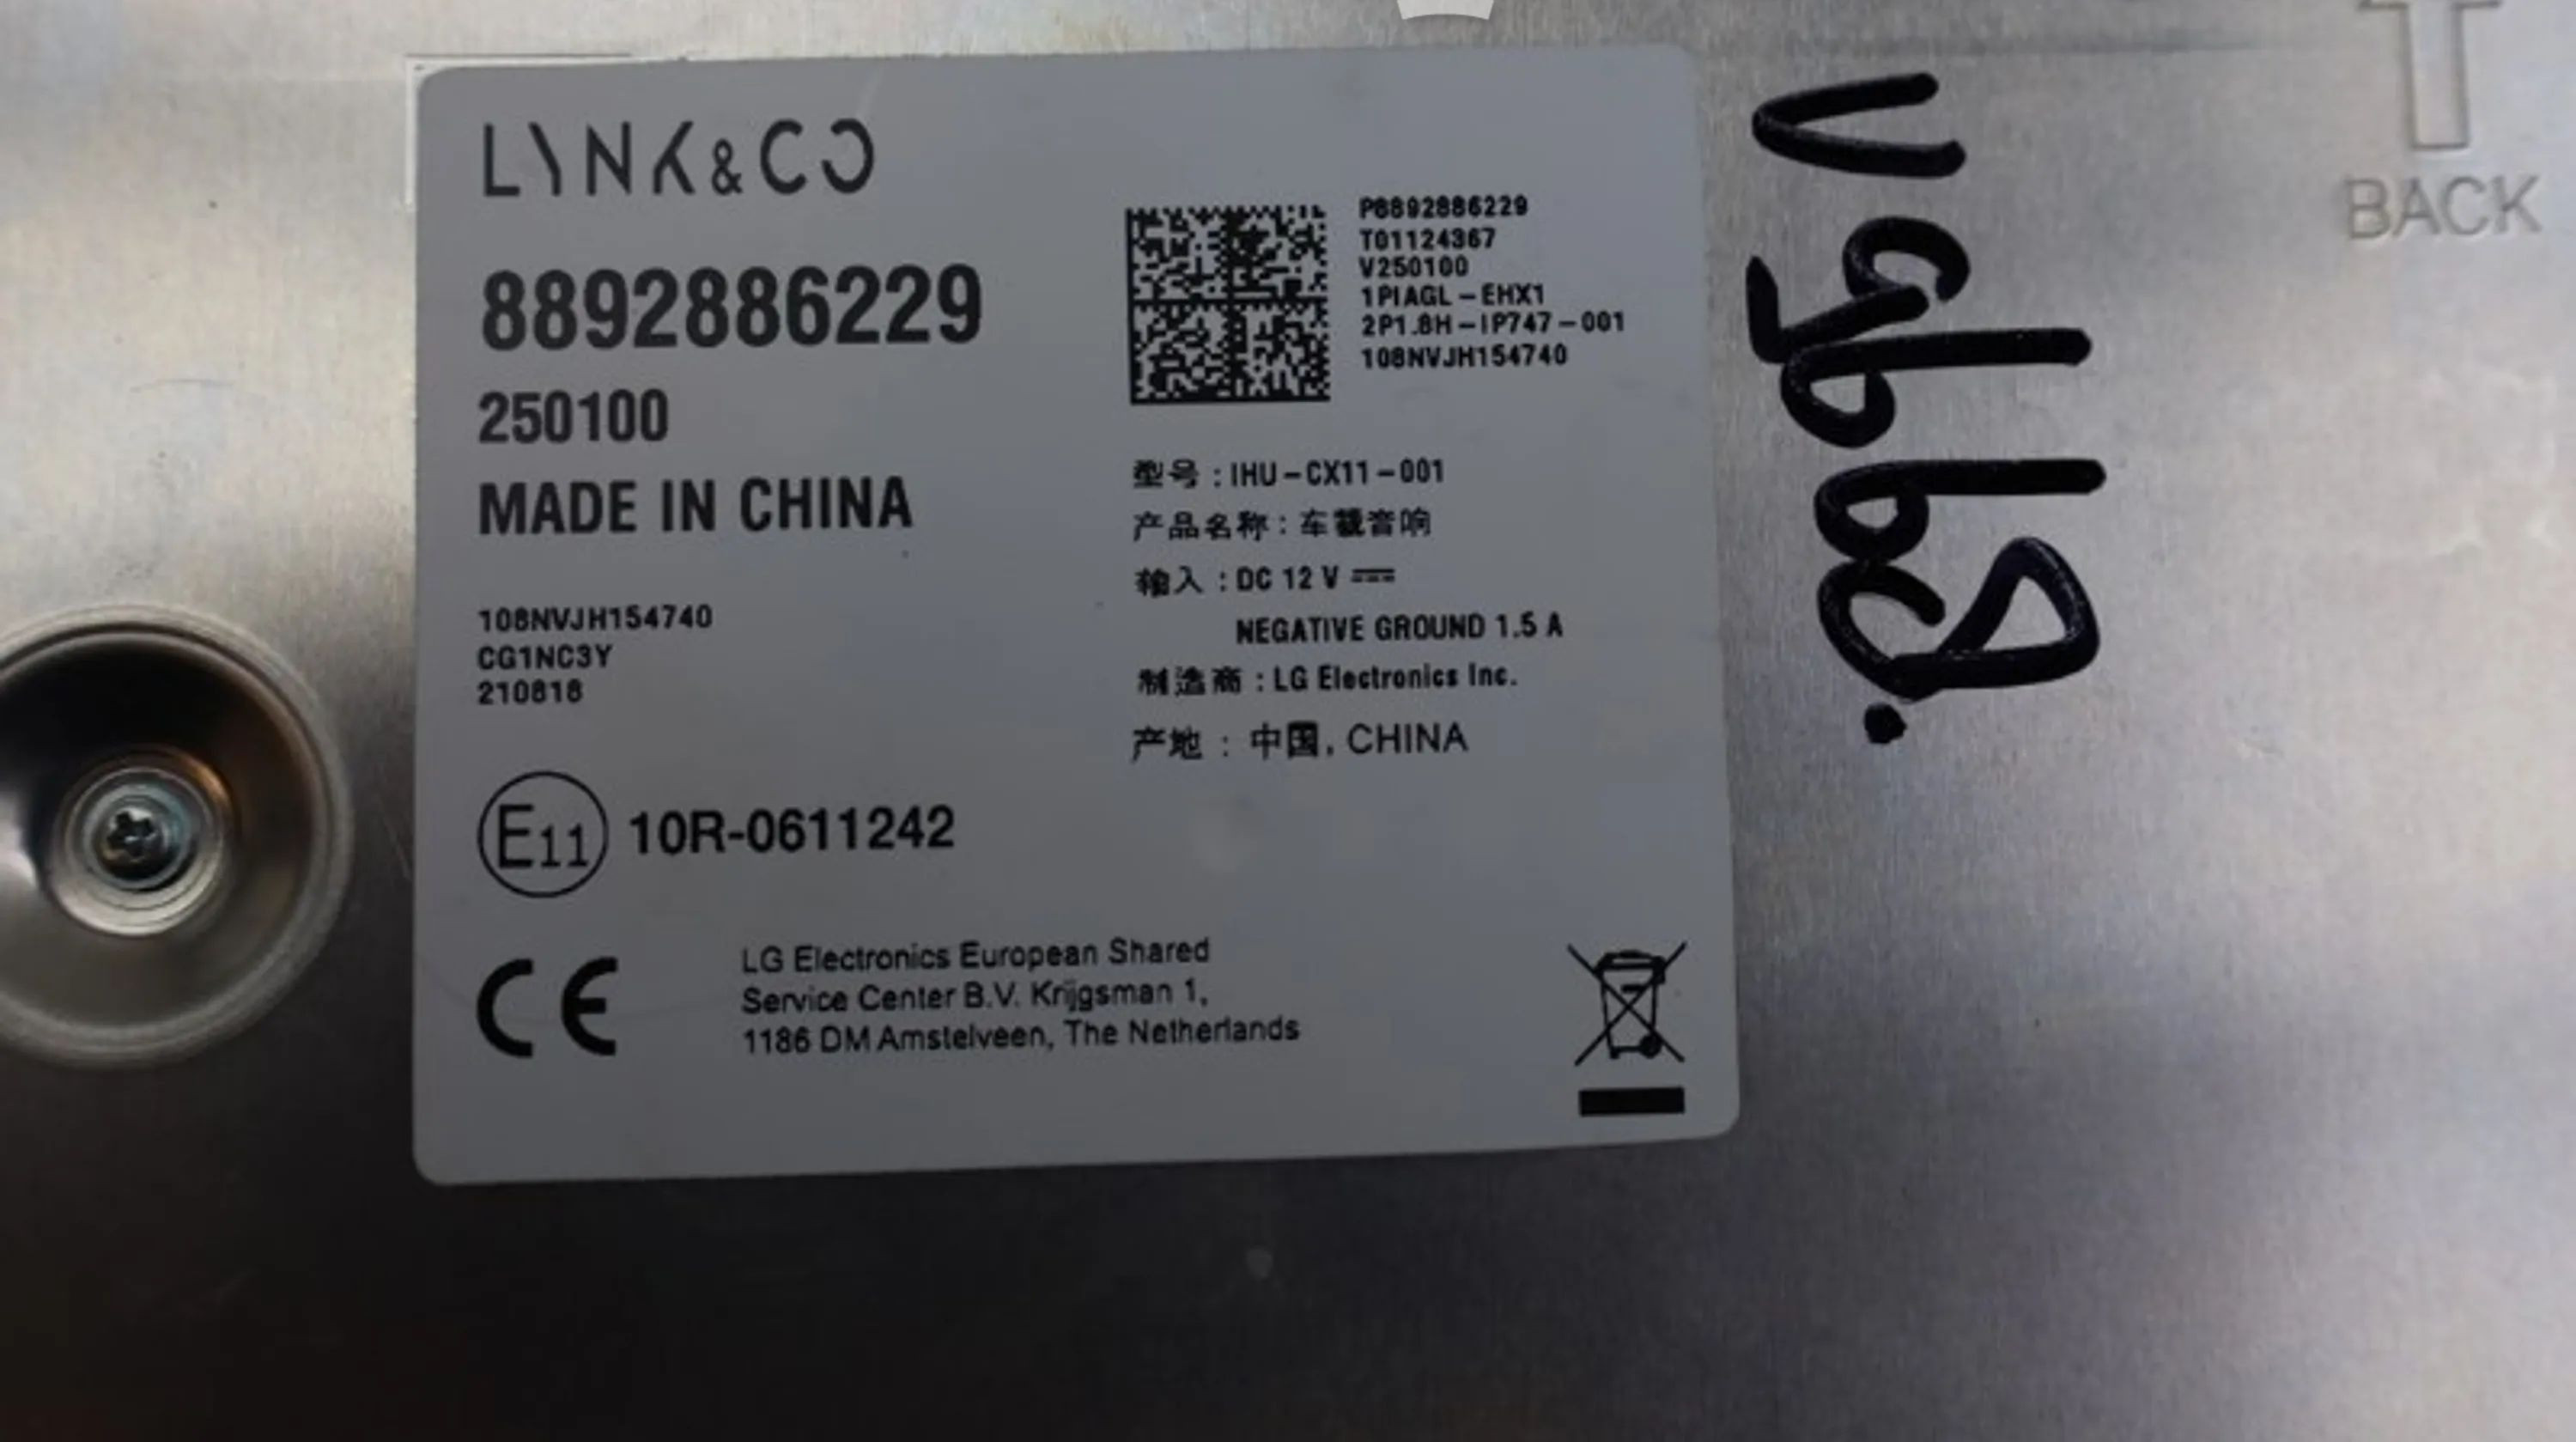 LYNK&CO
8892886229
250100
MADE IN CHINA
108NVJH154740
CG1NC3Y
210818
P8892886229
T01124367
V250100
1PIAGL-EHX1
2P1.8H-IP747-001
108NVJH154740
型号:IHU-CX11-001
产品名称:车载音响
输入:DC 12 V
NEGATIVE GROUND 1.5 A
制造商:LG Electronics Inc.
产地:中国,CHINA
E11 10R-0611242
CE
LG Electronics European Shared
Service Center B.V. Krijgsman 1,
1186 DM Amstelveen, The Netherlands
BACK